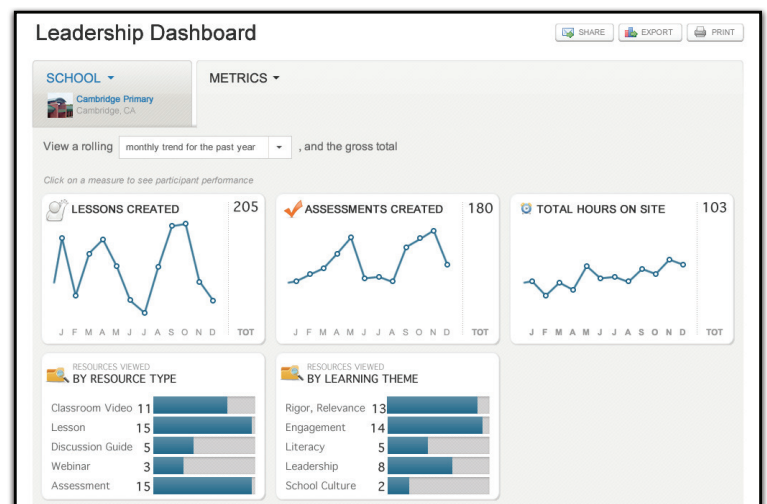 Leadership Dashboard
SHARE
EXPORT
PRINT
SCHOOL
METRICS
Cambridge Primary
Cambridge, CA
View a rolling monthly trend for the past year , and the gross total
Click on a measure to see participant performance
LESSONS CREATED 205
J F M A M J J A S O N D TOT
ASSESSMENTS CREATED 180
J F M A M J J A S O N D TOT
TOTAL HOURS ON SITE 103
J F M A M J J A S O N D TOT
RESOURCES VIEWED
BY RESOURCE TYPE
Classroom Video 11
Lesson 15
Discussion Guide 5
Webinar 3
Assessment 15
RESOURCES VIEWED
BY LEARNING THEME
Rigor, Relevance 13
Engagement 14
Literacy 5
Leadership 8
School Culture 2